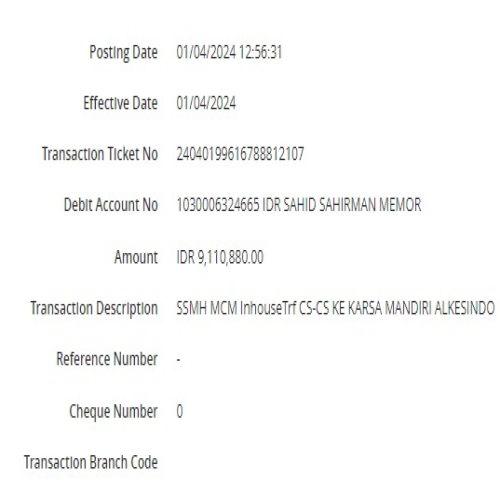 Posting Date 01/04/2024 12:56:31
Effective Date 01/04/2024
Transaction Ticket No 24040199616788812107
Debit Account No 1030006324665 IDR SAHID SAHIRMAN MEMOR
Amount IDR 9,110,880.00
Transaction Description SSMH MCM InhouseTrf CS-CS KE KARSA MANDIRI ALKESINDO
Reference Number -
Cheque Number 0
Transaction Branch Code